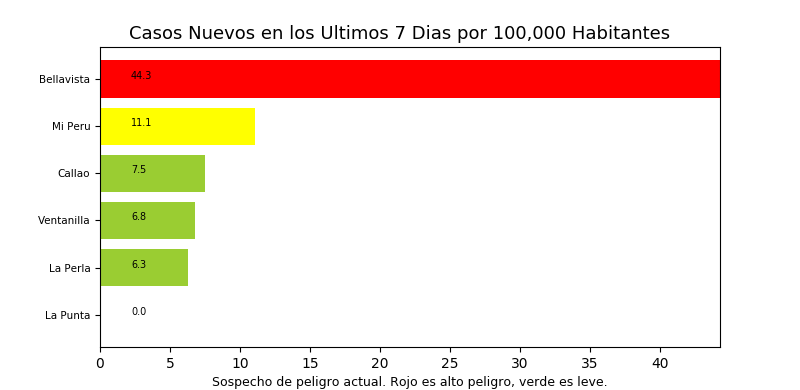 Casos Nuevos en los Ultimos 7 Dias por 100,000 Habitantes
Bellavista 44.3
Mi Peru 11.1
Callao 7.5
Ventanilla 6.8
La Perla 6.3
La Punta 0.0
0 5 10 15 20 25 30 35 40
Sospecho de peligro actual. Rojo es alto peligro, verde es leve.